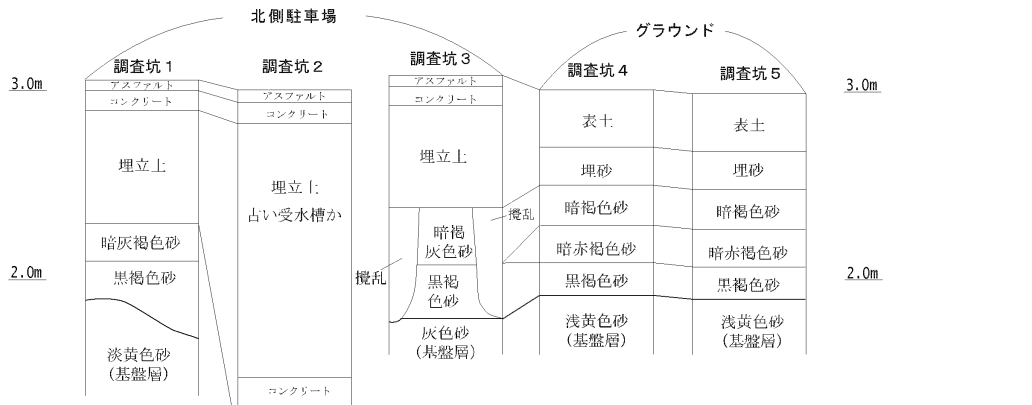 北側駐車場
グラウンド
調査坑1
調査坑2
調査坑3
調査坑4
調査坑5
3.0m
3.0m
アスファルト
コンクリート
埋立土
暗灰褐色砂
黒褐色砂
淡黄色砂
(基盤層)
アスファルト
コンクリート
埋立土
古い受水槽か
コンクリート
アスファルト
コンクリート
埋立土
攪乱
暗褐
灰色砂
攪乱
黒褐
色砂
灰色砂
(基盤層)
表土
埋砂
暗褐色砂
暗赤褐色砂
黒褐色砂
浅黄色砂
(基盤層)
表土
埋砂
暗褐色砂
暗赤褐色砂
黒褐色砂
浅黄色砂
(基盤層)
2.0m
2.0m